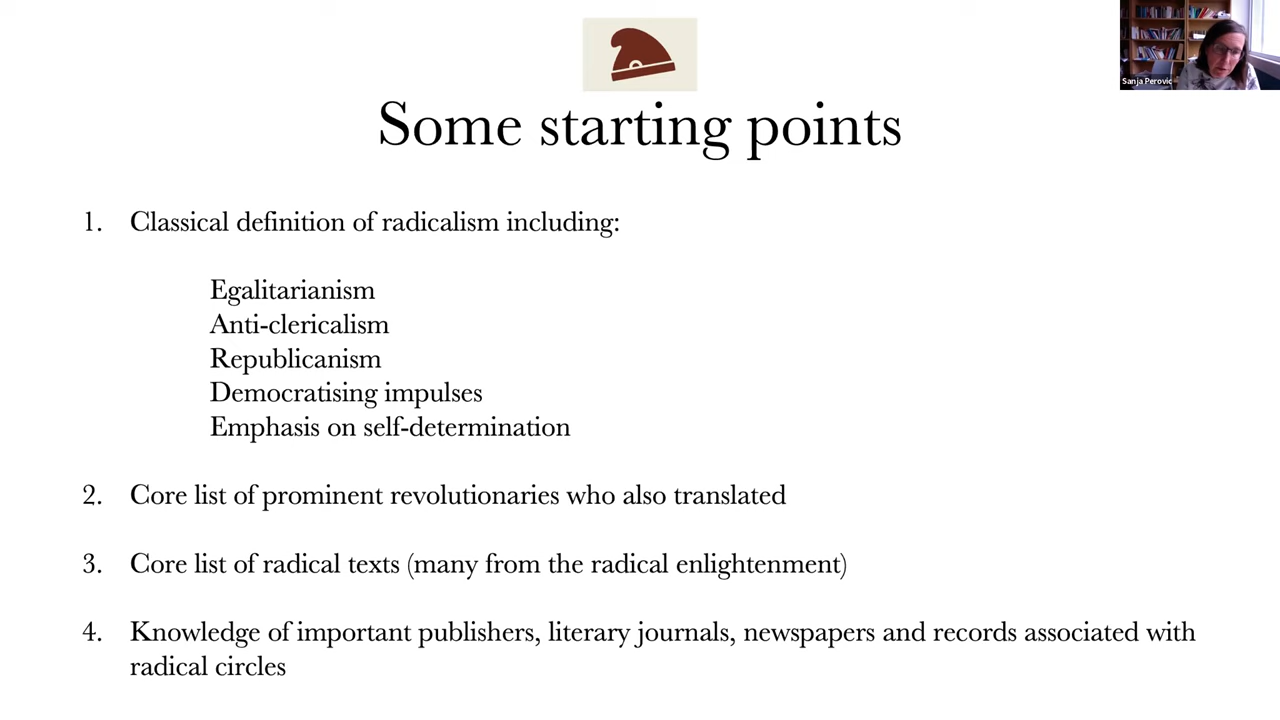 Sanja Perovic
Some starting points
1. Classical definition of radicalism including:
Egalitarianism
Anti-clericalism
Republicanism
Democratising impulses
Emphasis on self-determination
2. Core list of prominent revolutionaries who also translated
3. Core list of radical texts (many from the radical enlightenment)
4. Knowledge of important publishers, literary journals, newspapers and records associated with
radical circles